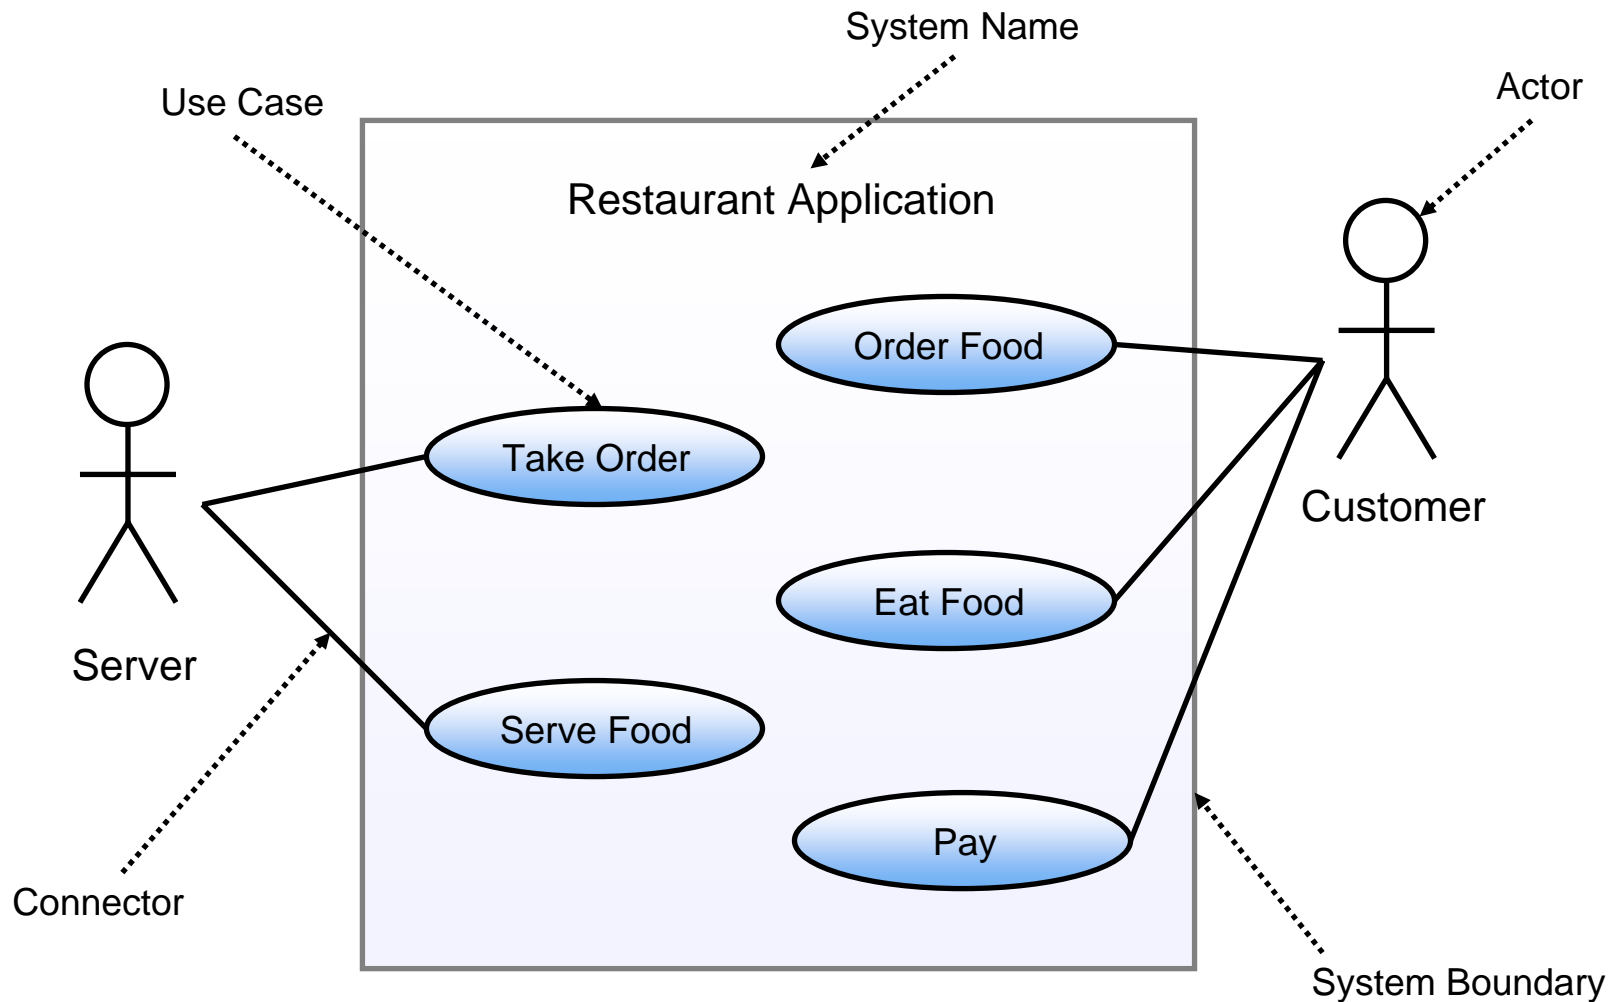 System Name
Actor
Use Case
Restaurant Application
Order Food
Take Order
Customer
Eat Food
Server
Serve Food
Pay
Connector
System Boundary